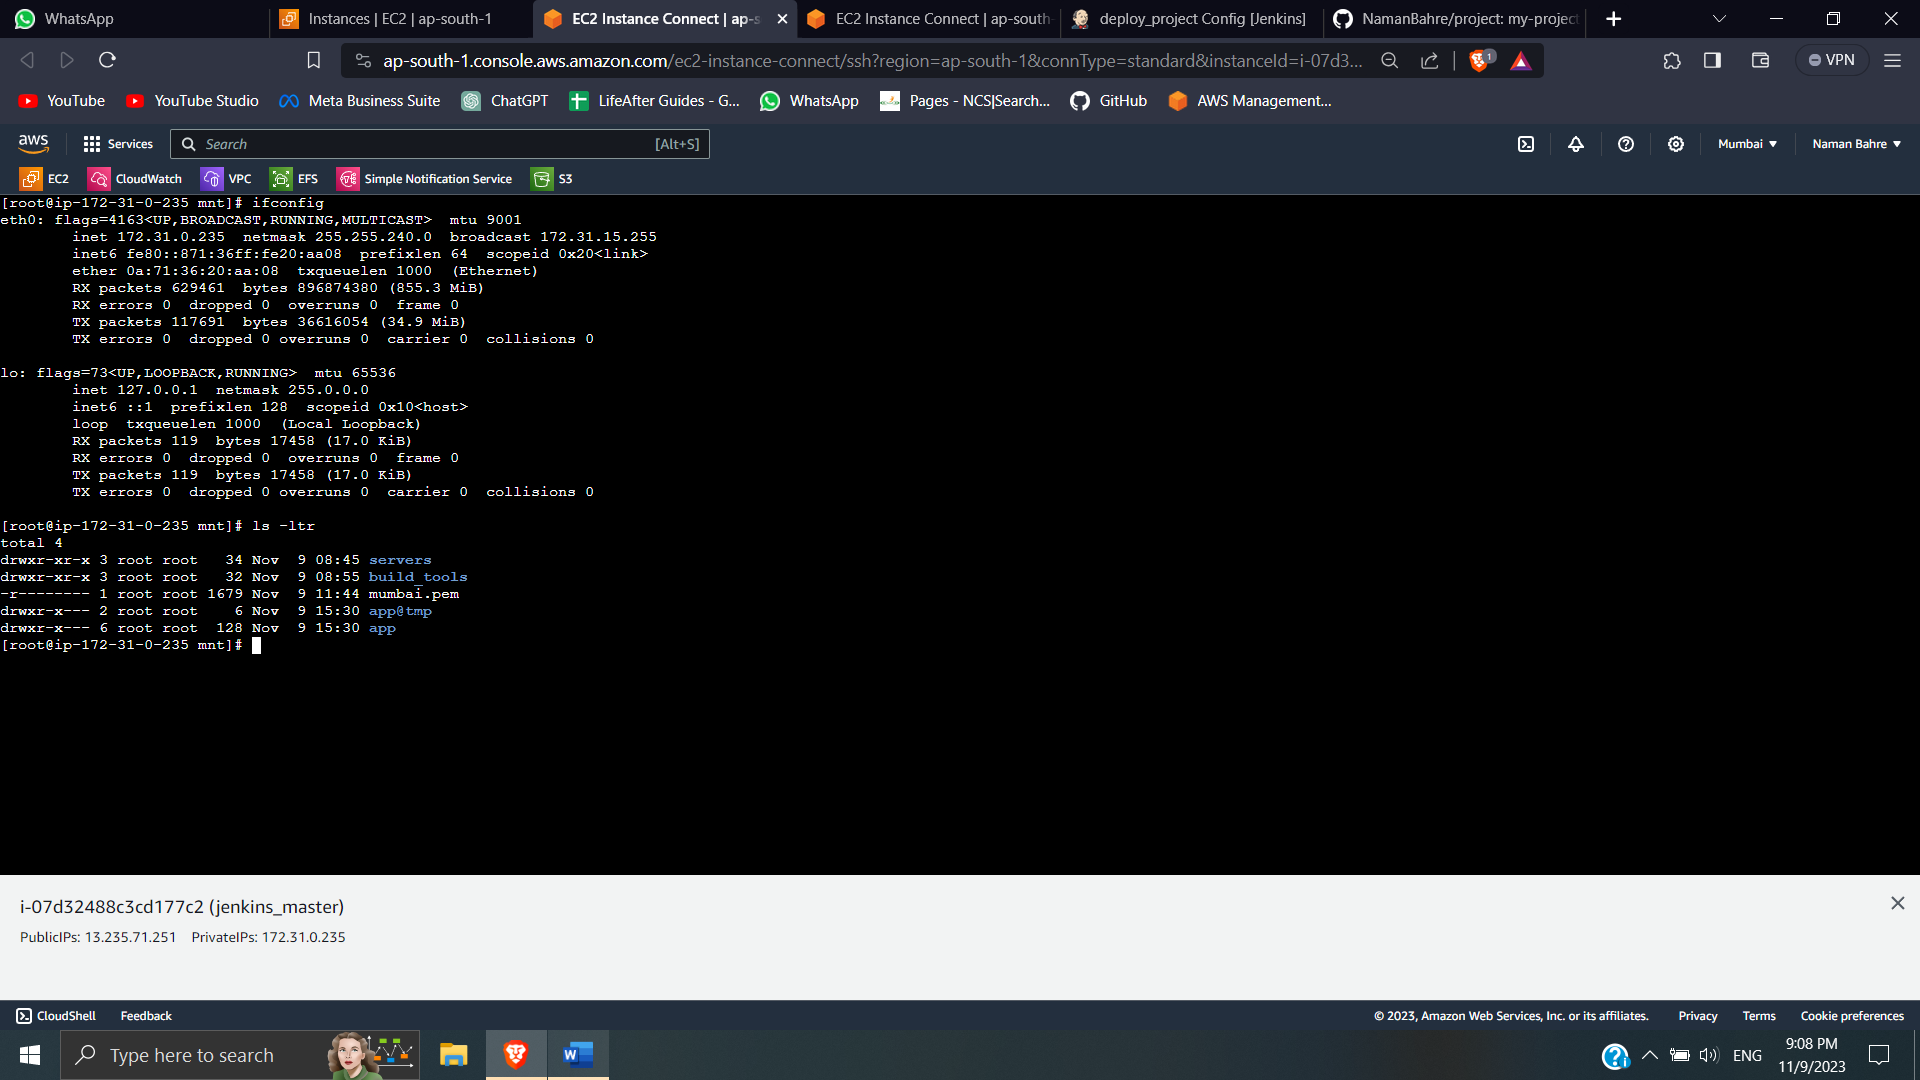 WhatsApp
Instances | EC2 | ap-south-1
EC2 Instance Connect | ap-s
EC2 Instance Connect | ap-south-
deploy_project Config [Jenkins]
NamanBahre/project: my-project
ap-south-1.console.aws.amazon.com/ec2-instance-connect/ssh?region=ap-south-1&connType=standard&instanceId=i-07d3...
1
VPN
YouTube
YouTube Studio
Meta Business Suite
ChatGPT
LifeAfter Guides - G...
WhatsApp
Pages - NCS|Search...
GitHub
AWS Management...
aws
Services
Search
[Alt+S]
Mumbai
Naman Bahre
EC2
CloudWatch
VPC
EFS
Simple Notification Service
S3
[root@ip-172-31-0-235 mnt]# ifconfig
eth0: flags=4163<UP,BROADCAST,RUNNING,MULTICAST>  mtu 9001
        inet 172.31.0.235  netmask 255.255.240.0  broadcast 172.31.15.255
        inet6 fe80::871:36ff:fe20:aa08  prefixlen 64  scopeid 0x20<link>
        ether 0a:71:36:20:aa:08  txqueuelen 1000  (Ethernet)
        RX packets 629461  bytes 896874380 (855.3 MiB)
        RX errors 0  dropped 0  overruns 0  frame 0
        TX packets 117691  bytes 36616054 (34.9 MiB)
        TX errors 0  dropped 0 overruns 0  carrier 0  collisions 0
lo: flags=73<UP,LOOPBACK,RUNNING>  mtu 65536
        inet 127.0.0.1  netmask 255.0.0.0
        inet6 ::1  prefixlen 128  scopeid 0x10<host>
        loop  txqueuelen 1000  (Local Loopback)
        RX packets 119  bytes 17458 (17.0 KiB)
        RX errors 0  dropped 0  overruns 0  frame 0
        TX packets 119  bytes 17458 (17.0 KiB)
        TX errors 0  dropped 0 overruns 0  carrier 0  collisions 0
[root@ip-172-31-0-235 mnt]# ls -ltr
total 4
drwxr-xr-x 3 root root   34 Nov  9 08:45 servers
drwxr-xr-x 3 root root   32 Nov  9 08:55 build_tools
-r-------- 1 root root 1679 Nov  9 11:44 mumbai.pem
drwxr-x--- 2 root root    6 Nov  9 15:30 app@tmp
drwxr-x--- 6 root root  128 Nov  9 15:30 app
[root@ip-172-31-0-235 mnt]#
i-07d32488c3cd177c2 (jenkins_master)
PublicIPs: 13.235.71.251    PrivateIPs: 172.31.0.235
CloudShell
Feedback
© 2023, Amazon Web Services, Inc. or its affiliates.
Privacy
Terms
Cookie preferences
Type here to search
ENG
9:08 PM
11/9/2023